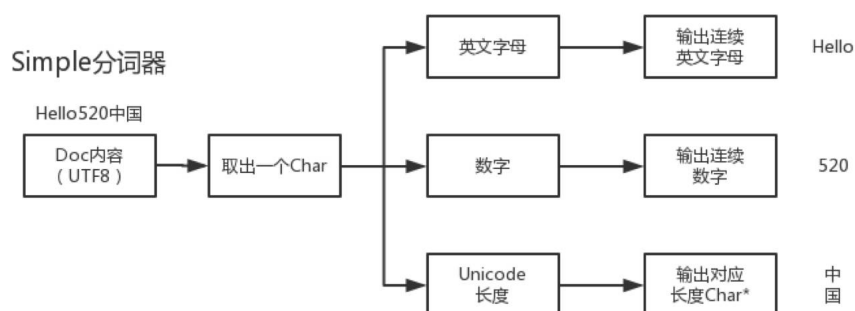 Simple分词器
Hello520中国
Doc内容
（UTF8）
取出一个Char
英文字母
输出连续
英文字母
Hello
数字
输出连续
数字
520
Unicode
长度
输出对应
长度Char*
中
国